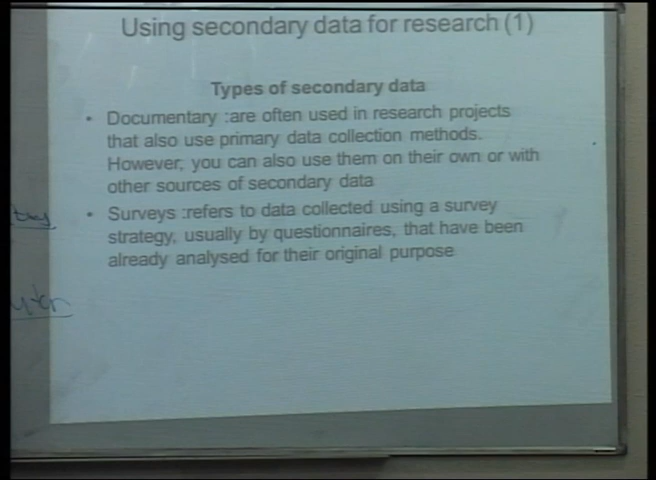 Using secondary data for research (1)
Types of secondary data
• Documentary :are often used in research projects
that also use primary data collection methods.
However, you can also use them on their own or with
other sources of secondary data
• Surveys :refers to data collected using a survey
strategy, usually by questionnaires, that have been
already analysed for their original purpose